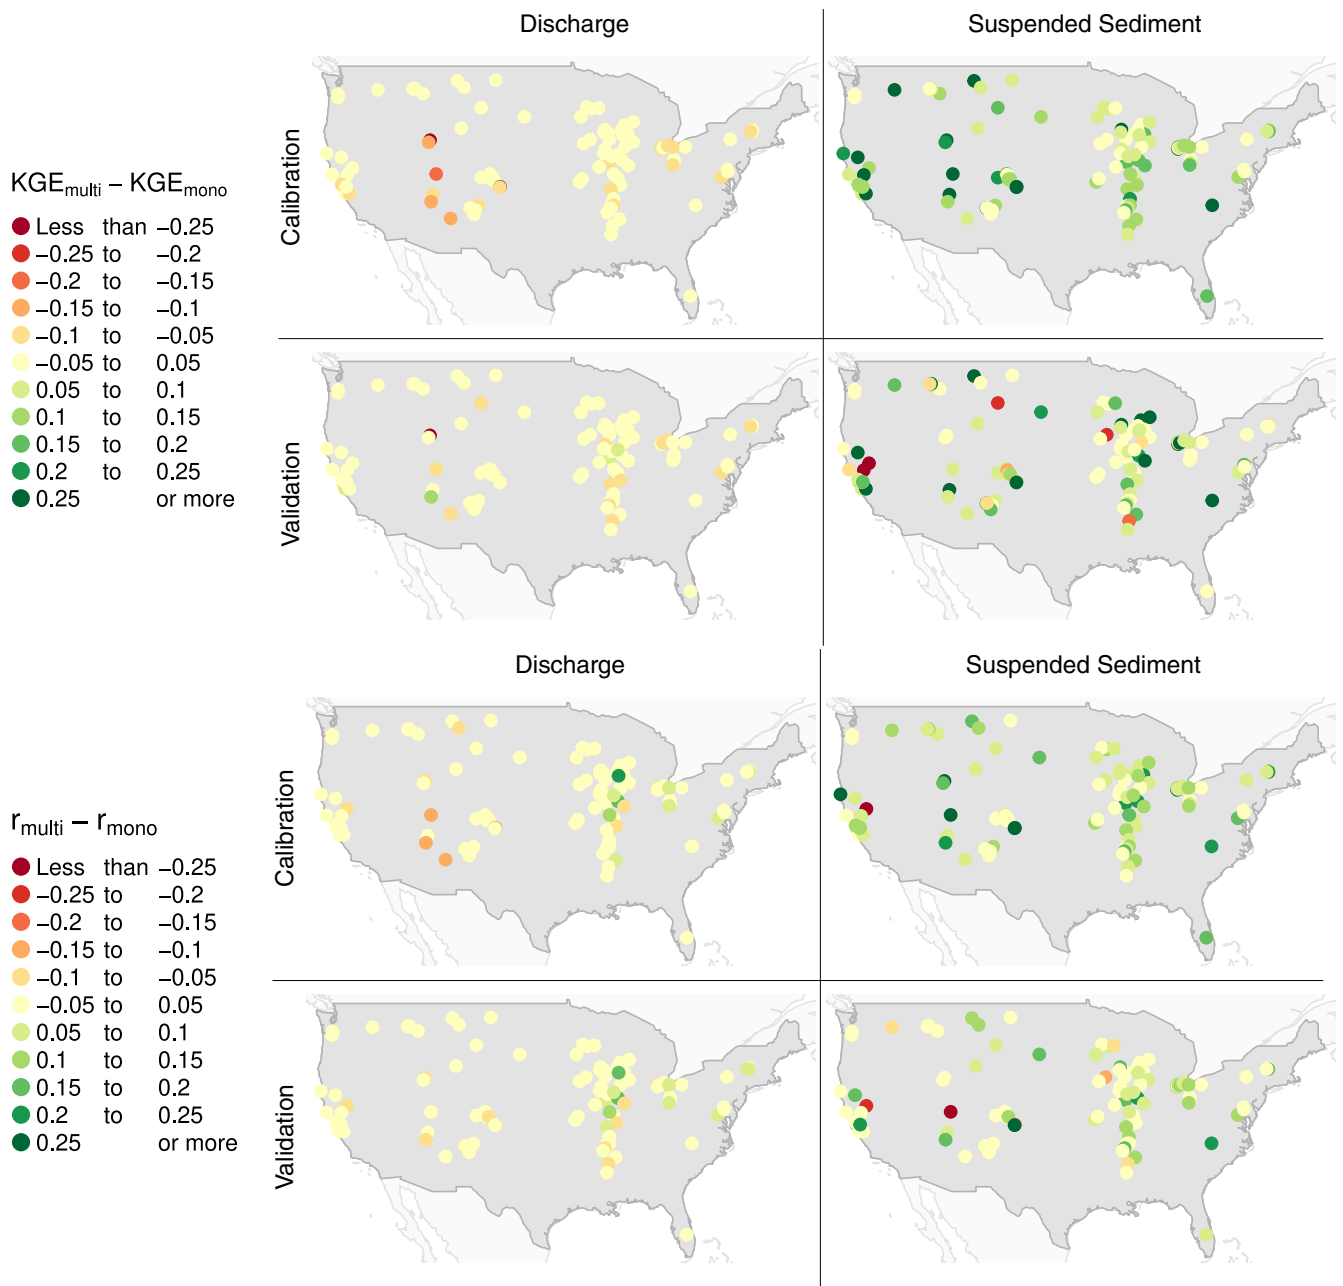 Discharge
Suspended Sediment
Calibration
KGEmulti − KGEmono
Less than −0.25
−0.25 to −0.2
−0.2 to −0.15
−0.15 to −0.1
−0.1 to −0.05
−0.05 to 0.05
0.05 to 0.1
0.1 to 0.15
0.15 to 0.2
0.2 to 0.25
0.25 or more
Validation
Discharge
Suspended Sediment
Calibration
rmulti − rmono
Less than −0.25
−0.25 to −0.2
−0.2 to −0.15
−0.15 to −0.1
−0.1 to −0.05
−0.05 to 0.05
0.05 to 0.1
0.1 to 0.15
0.15 to 0.2
0.2 to 0.25
0.25 or more
Validation